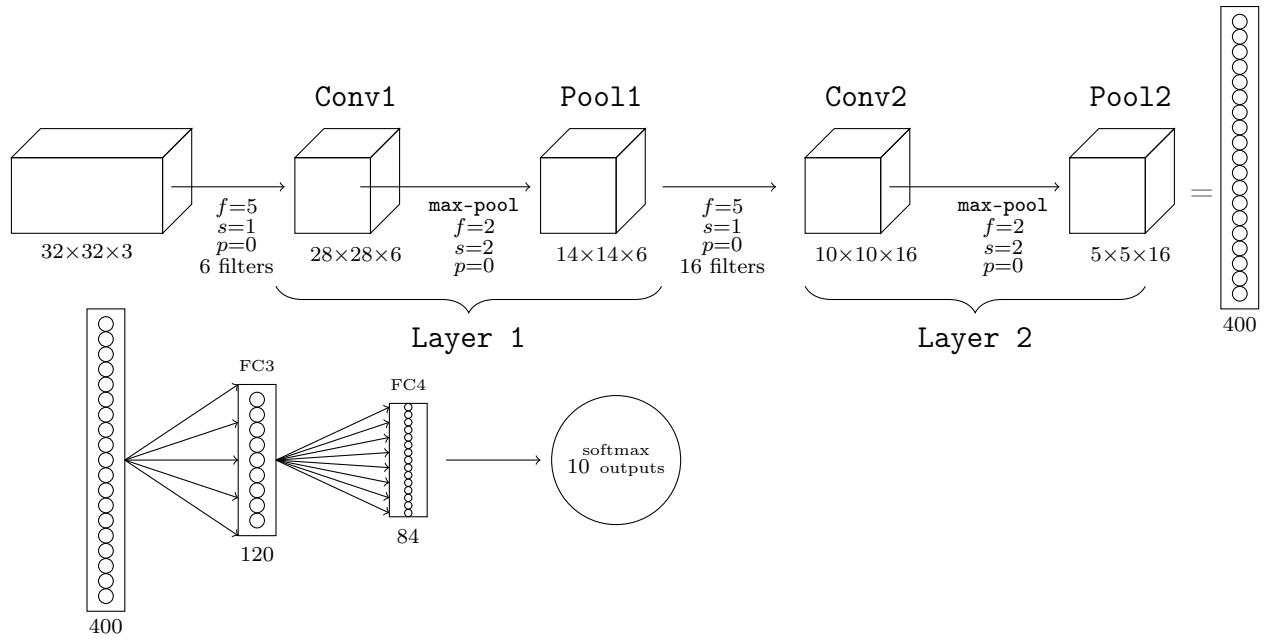 Conv1
Pool1
Conv2
Pool2
f=5
s=1
p=0
6 filters
max-pool
f=2
s=2
p=0
f=5
s=1
p=0
16 filters
max-pool
f=2
s=2
p=0
=
32×32×3
28×28×6
14×14×6
10×10×16
5×5×16
400
Layer 1
Layer 2
FC3
FC4
softmax
10 outputs
120
84
400